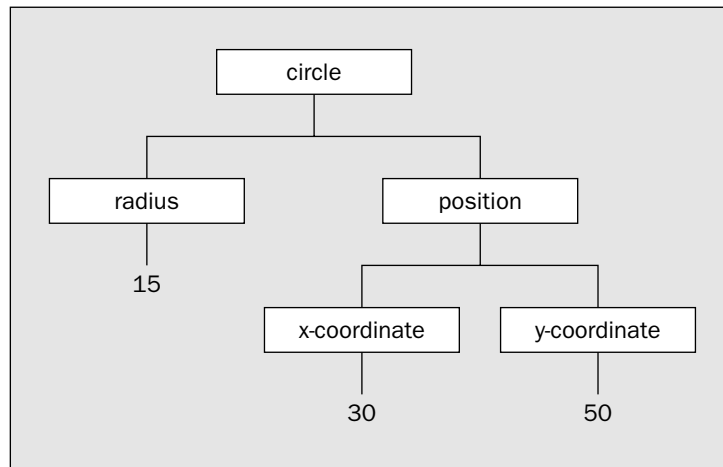 circle
radius
position
15
x-coordinate
y-coordinate
30
50